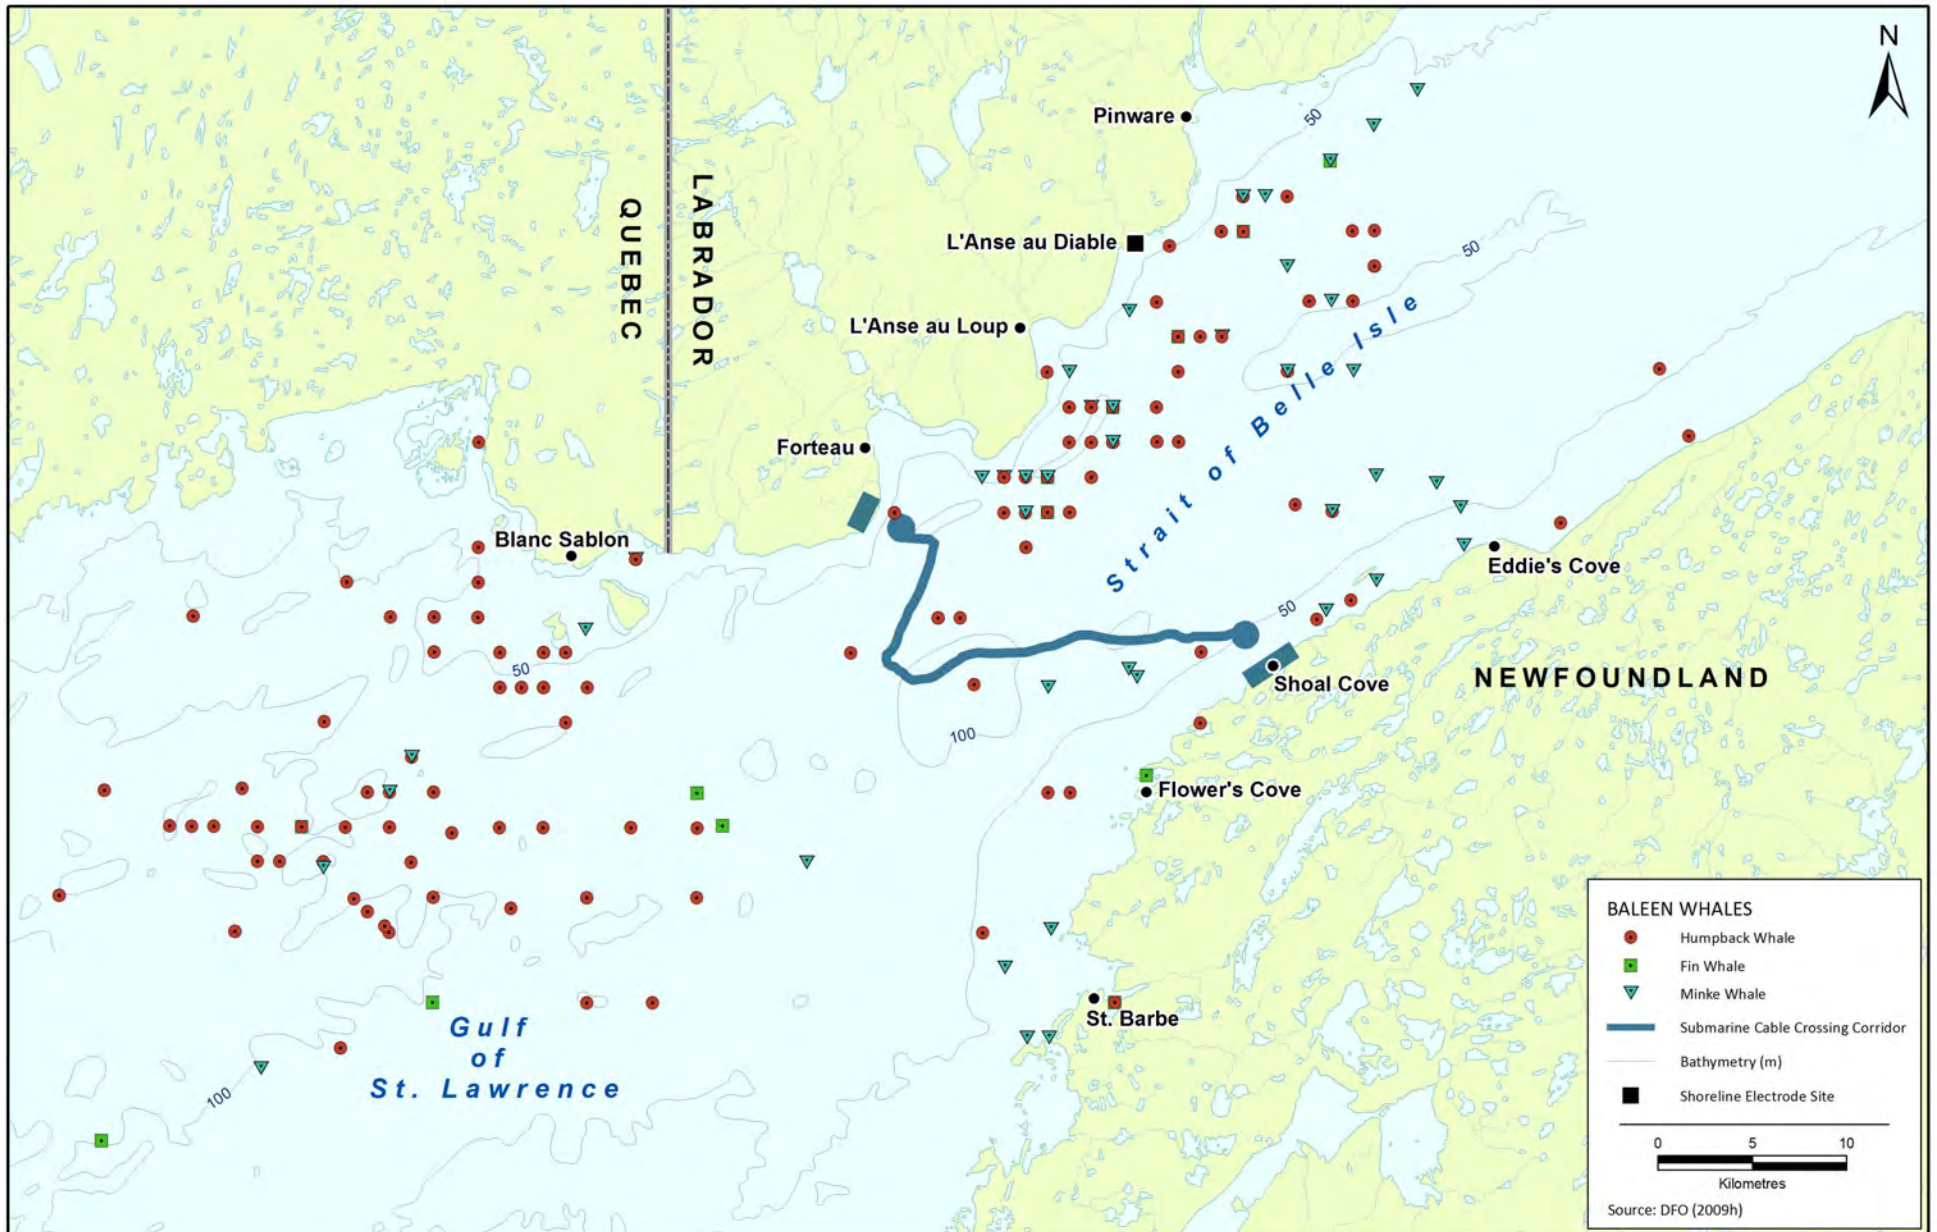 N
Pinware
50
QUEBEC
LABRADOR
L'Anse au Diable
50
L'Anse au Loup
Strait of Belle Isle
Forteau
Blanc Sablon
Eddie's Cove
50
50
NEWFOUNDLAND
Shoal Cove
100
Flower's Cove
St. Barbe
Gulf
of
St. Lawrence
100
BALEEN WHALES
Humpback Whale
Fin Whale
Minke Whale
Submarine Cable Crossing Corridor
Bathymetry (m)
Shoreline Electrode Site
0 5 10
Kilometres
Source: DFO (2009h)